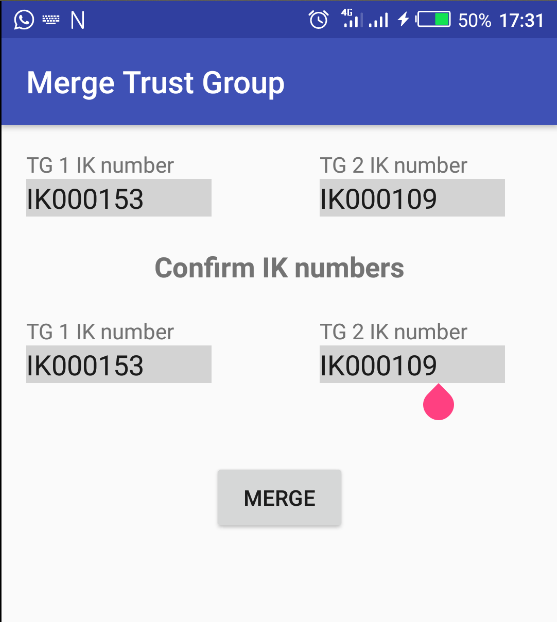 4G 50% 17:31
Merge Trust Group
TG 1 IK number TG 2 IK number
IK000153 IK000109
Confirm IK numbers
TG 1 IK number TG 2 IK number
IK000153 IK000109
MERGE